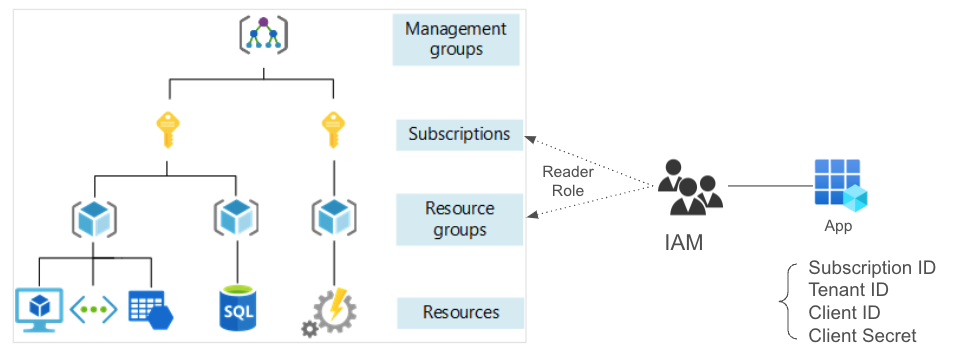 Management
groups
Subscriptions
Reader
Role
Resource
groups
App
IAM
Subscription ID
Tenant ID
Client ID
Client Secret
SQL
Resources